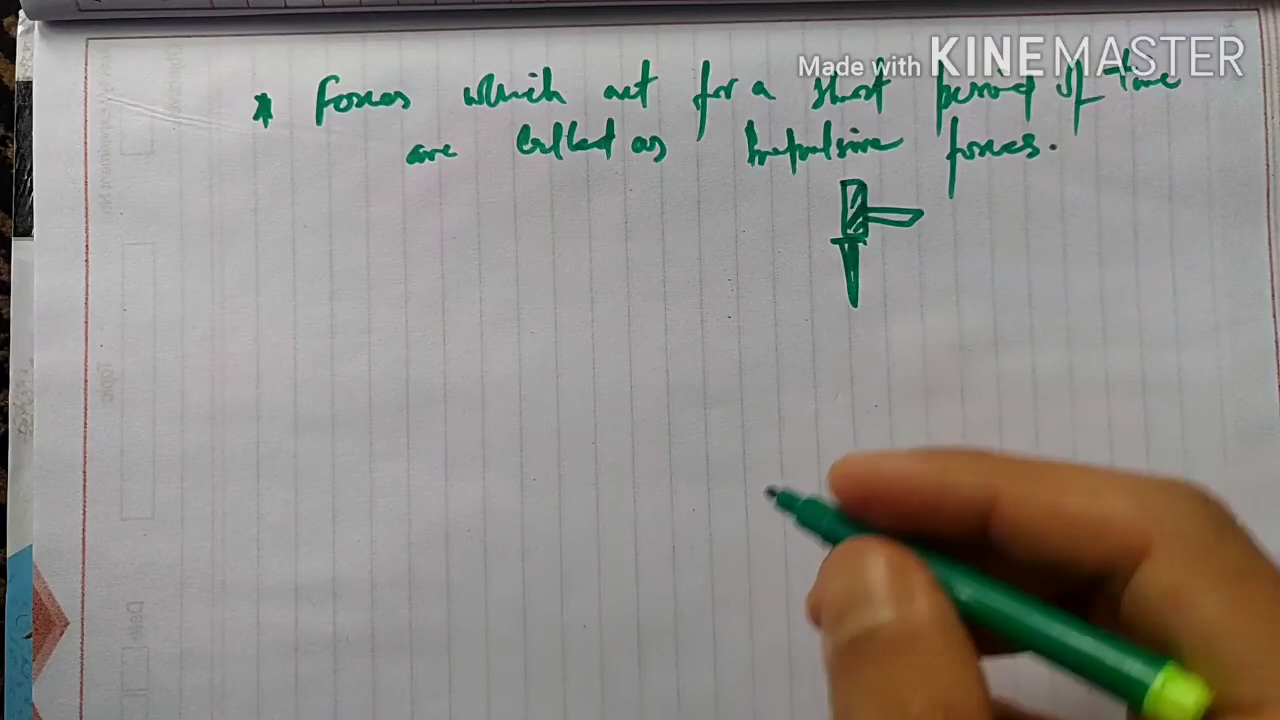 Made with KINEMASTER
* Forces which act for a short period of time
are called as Impulsive forces.